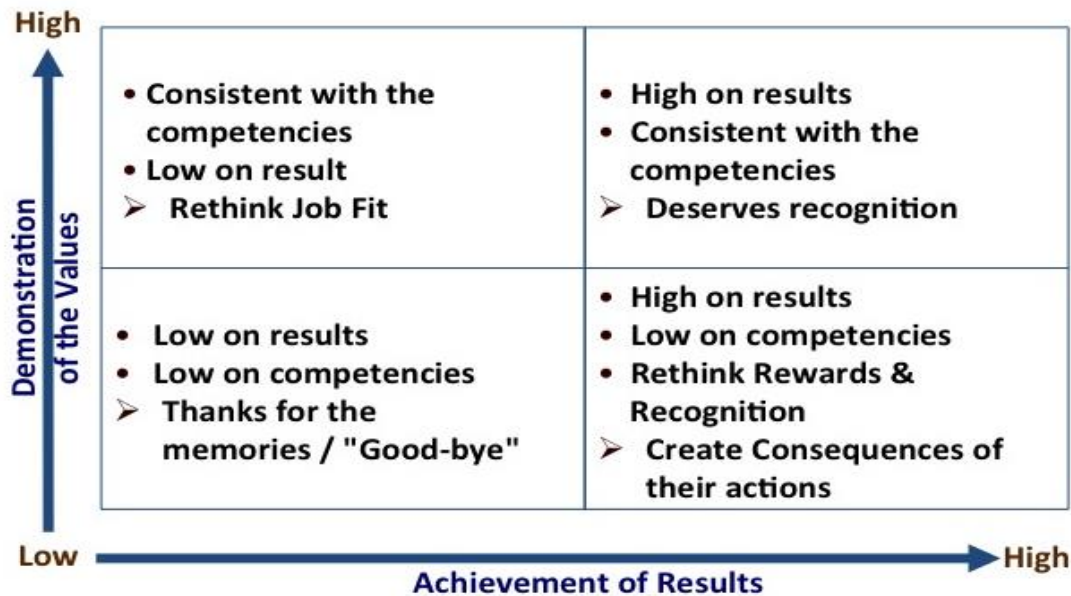 High
• Consistent with the
competencies
• Low on result
➢ Rethink Job Fit
• High on results
• Consistent with the
competencies
➢ Deserves recognition
Demonstration
of the Values
• Low on results
• Low on competencies
➢ Thanks for the
memories / "Good-bye"
• High on results
• Low on competencies
• Rethink Rewards &
Recognition
➢ Create Consequences of
their actions
Low
High
Achievement of Results